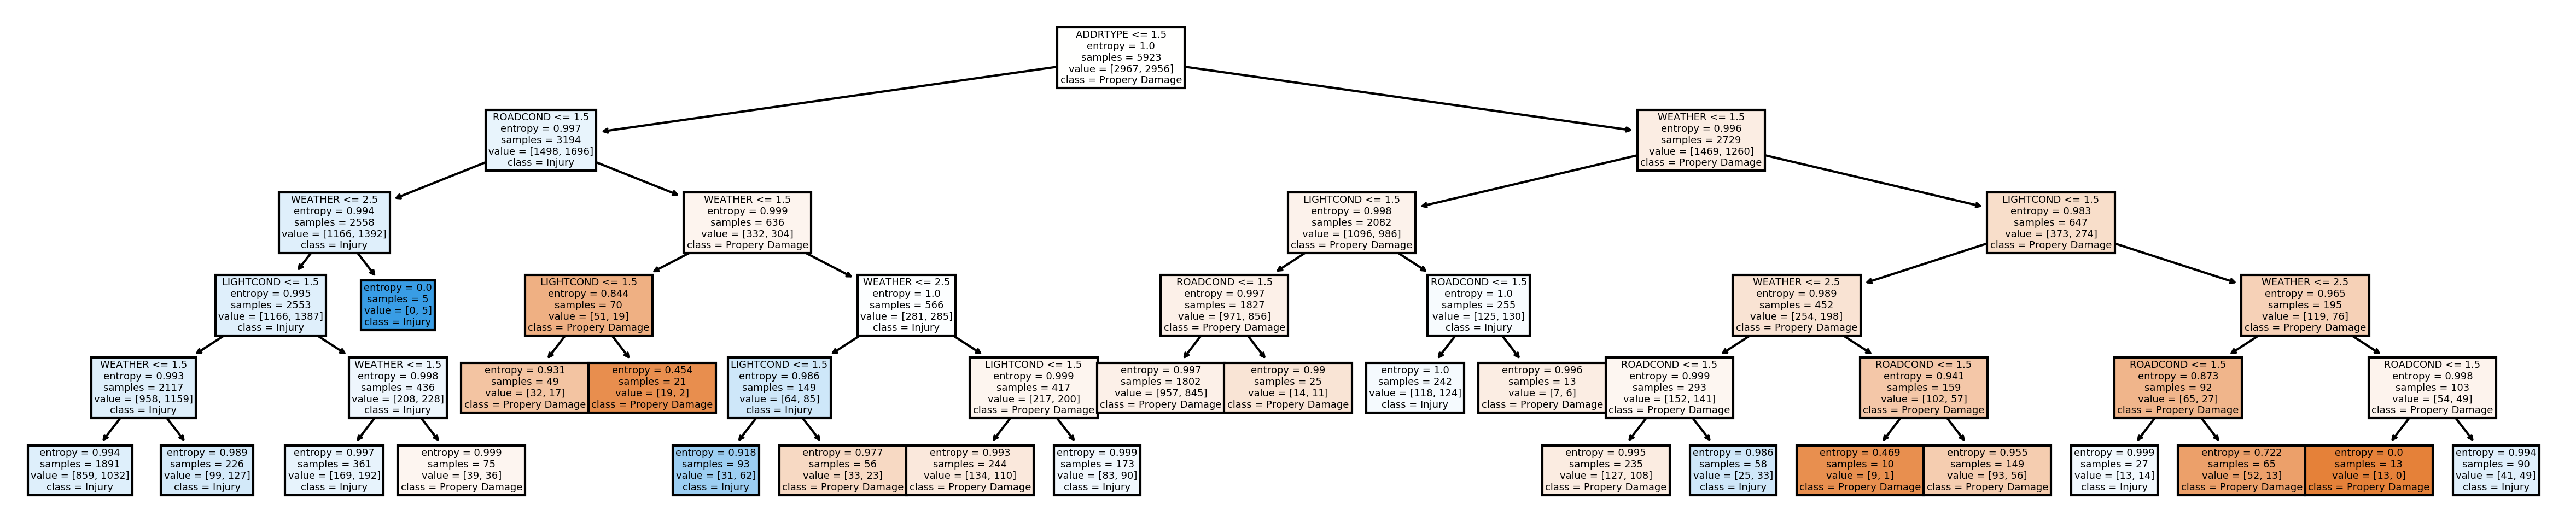 ADDRTYPE <= 1.5
entropy = 1.0
samples = 5923
value = [2967, 2956]
class = Propery Damage
ROADCOND <= 1.5
entropy = 0.997
samples = 3194
value = [1498, 1696]
class = Injury
WEATHER <= 1.5
entropy = 0.996
samples = 2729
value = [1469, 1260]
class = Propery Damage
WEATHER <= 2.5
entropy = 0.994
samples = 2558
value = [1166, 1392]
class = Injury
WEATHER <= 1.5
entropy = 0.999
samples = 636
value = [332, 304]
class = Propery Damage
LIGHTCOND <= 1.5
entropy = 0.998
samples = 2082
value = [1096, 986]
class = Propery Damage
LIGHTCOND <= 1.5
entropy = 0.983
samples = 647
value = [373, 274]
class = Propery Damage
LIGHTCOND <= 1.5
entropy = 0.995
samples = 2553
value = [1166, 1387]
class = Injury
entropy = 0.0
samples = 5
value = [0, 5]
class = Injury
LIGHTCOND <= 1.5
entropy = 0.844
samples = 70
value = [51, 19]
class = Propery Damage
WEATHER <= 2.5
entropy = 1.0
samples = 566
value = [281, 285]
class = Injury
ROADCOND <= 1.5
entropy = 0.997
samples = 1827
value = [971, 856]
class = Propery Damage
ROADCOND <= 1.5
entropy = 1.0
samples = 255
value = [125, 130]
class = Injury
WEATHER <= 2.5
entropy = 0.989
samples = 452
value = [254, 198]
class = Propery Damage
WEATHER <= 2.5
entropy = 0.965
samples = 195
value = [119, 76]
class = Propery Damage
WEATHER <= 1.5
entropy = 0.993
samples = 2117
value = [958, 1159]
class = Injury
WEATHER <= 1.5
entropy = 0.998
samples = 436
value = [208, 228]
class = Injury
entropy = 0.931
samples = 49
value = [32, 17]
class = Propery Damage
entropy = 0.454
samples = 21
value = [19, 2]
class = Propery Damage
LIGHTCOND <= 1.5
entropy = 0.986
samples = 149
value = [64, 85]
class = Injury
LIGHTCOND <= 1.5
entropy = 0.999
samples = 417
value = [217, 200]
class = Propery Damage
entropy = 0.997
samples = 1802
value = [957, 845]
class = Propery Damage
entropy = 0.99
samples = 25
value = [14, 11]
class = Propery Damage
entropy = 1.0
samples = 242
value = [118, 124]
class = Injury
entropy = 0.996
samples = 13
value = [7, 6]
class = Propery Damage
ROADCOND <= 1.5
entropy = 0.999
samples = 293
value = [152, 141]
class = Propery Damage
ROADCOND <= 1.5
entropy = 0.941
samples = 159
value = [102, 57]
class = Propery Damage
ROADCOND <= 1.5
entropy = 0.873
samples = 92
value = [65, 27]
class = Propery Damage
ROADCOND <= 1.5
entropy = 0.998
samples = 103
value = [54, 49]
class = Propery Damage
entropy = 0.994
samples = 1891
value = [859, 1032]
class = Injury
entropy = 0.989
samples = 226
value = [99, 127]
class = Injury
entropy = 0.997
samples = 361
value = [169, 192]
class = Injury
entropy = 0.999
samples = 75
value = [39, 36]
class = Propery Damage
entropy = 0.918
samples = 93
value = [31, 62]
class = Injury
entropy = 0.977
samples = 56
value = [33, 23]
class = Propery Damage
entropy = 0.993
samples = 244
value = [134, 110]
class = Propery Damage
entropy = 0.999
samples = 173
value = [83, 90]
class = Injury
entropy = 0.995
samples = 235
value = [127, 108]
class = Propery Damage
entropy = 0.986
samples = 58
value = [25, 33]
class = Injury
entropy = 0.469
samples = 10
value = [9, 1]
class = Propery Damage
entropy = 0.955
samples = 149
value = [93, 56]
class = Propery Damage
entropy = 0.999
samples = 27
value = [13, 14]
class = Injury
entropy = 0.722
samples = 65
value = [52, 13]
class = Propery Damage
entropy = 0.0
samples = 13
value = [13, 0]
class = Propery Damage
entropy = 0.994
samples = 90
value = [41, 49]
class = Injury